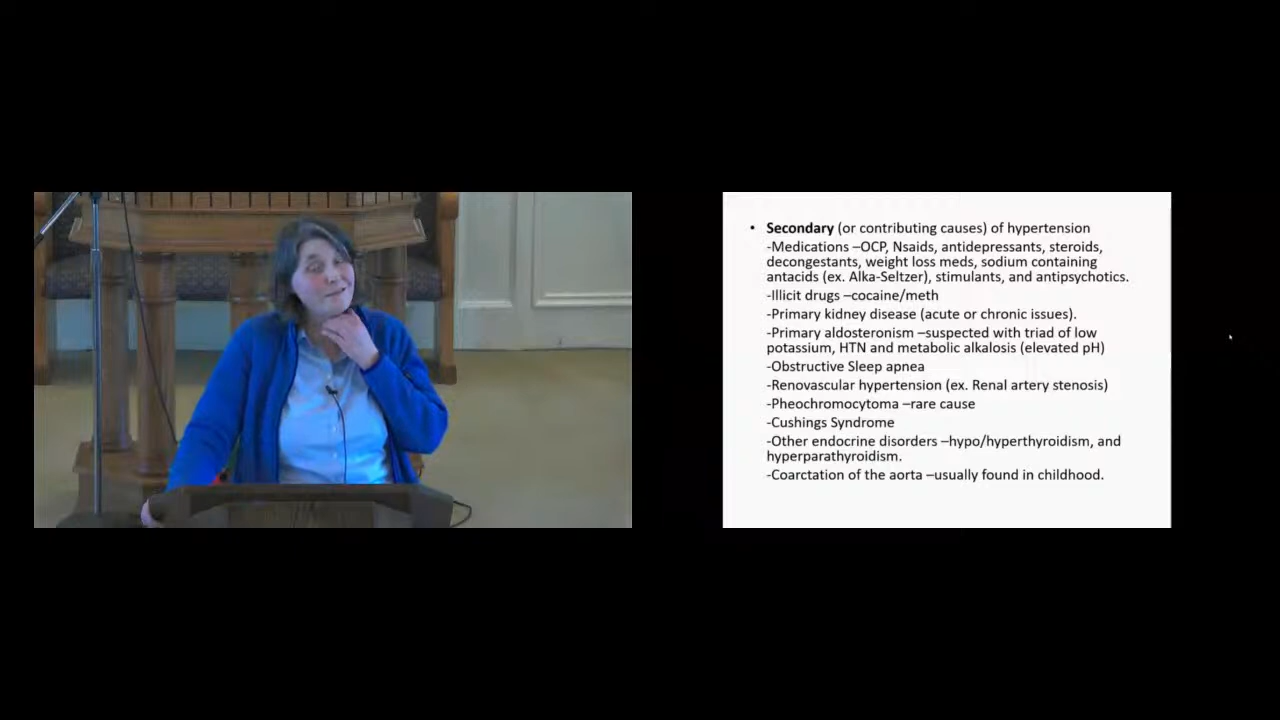 • Secondary (or contributing causes) of hypertension
-Medications –OCP, Nsaids, antidepressants, steroids,
decongestants, weight loss meds, sodium containing
antacids (ex. Alka-Seltzer), stimulants, and antipsychotics.
-Illicit drugs –cocaine/meth
-Primary kidney disease (acute or chronic issues).
-Primary aldosteronism –suspected with triad of low
potassium, HTN and metabolic alkalosis (elevated pH)
-Obstructive Sleep apnea
-Renovascular hypertension (ex. Renal artery stenosis)
-Pheochromocytoma –rare cause
-Cushings Syndrome
-Other endocrine disorders –hypo/hyperthyroidism, and
hyperparathyroidism.
-Coarctation of the aorta –usually found in childhood.